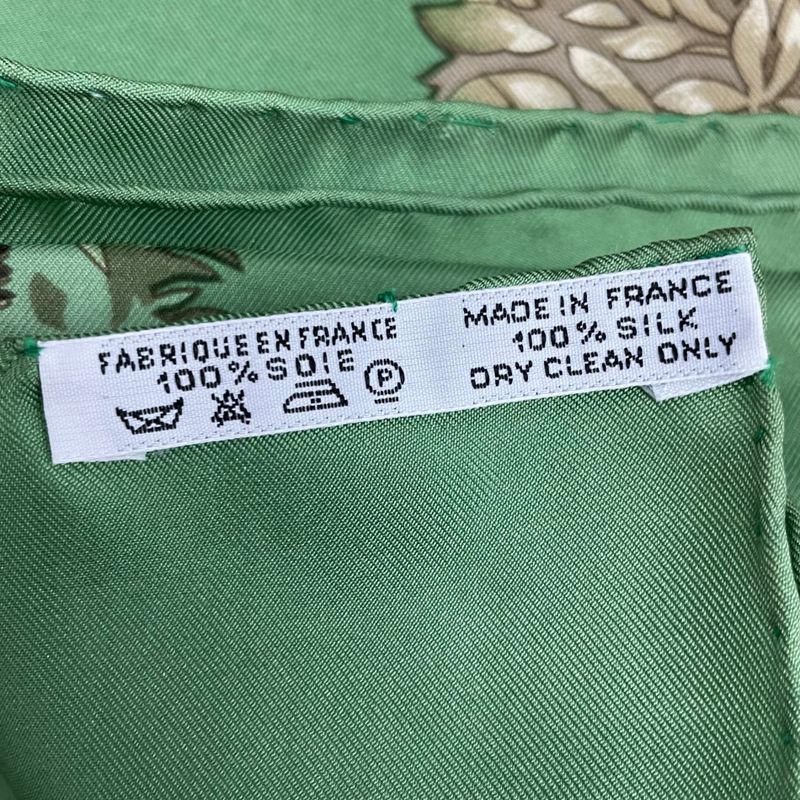 FABRIQUE EN FRANCE
100% SOIE
P
MADE IN FRANCE
100% SILK
DRY CLEAN ONLY